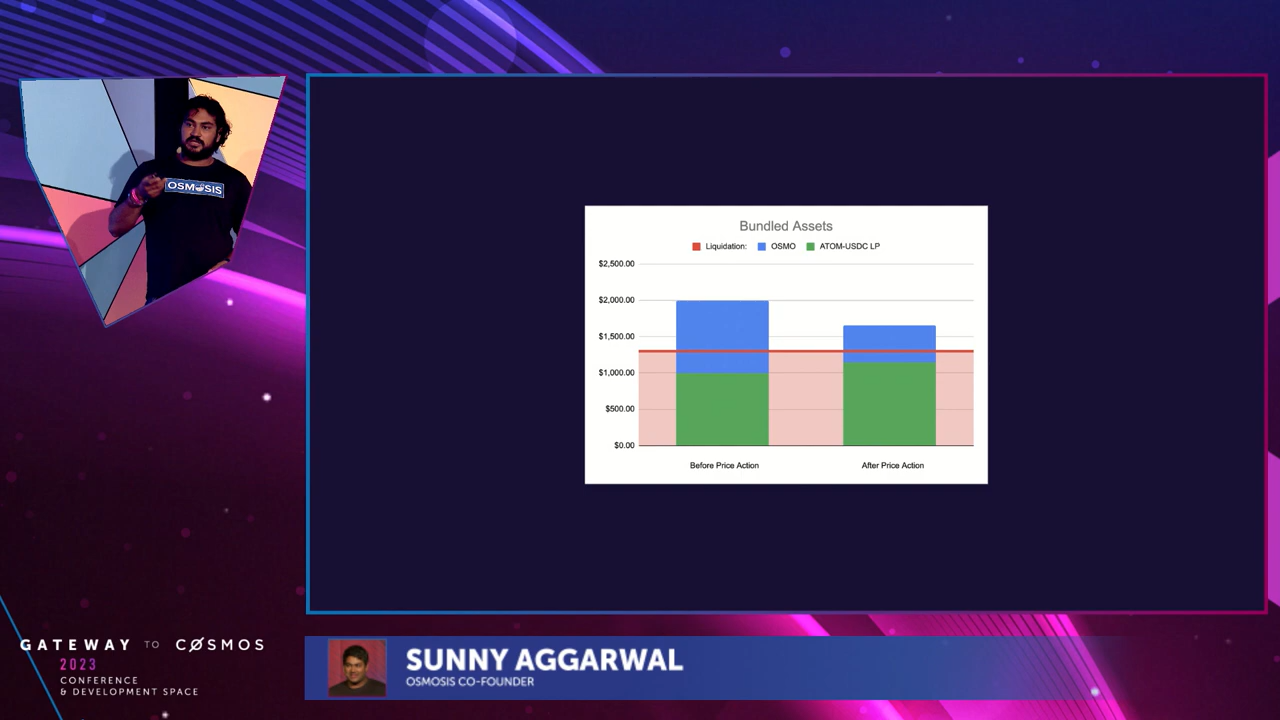 OSMOSIS
Bundled Assets
Liquidation: OSMO ATOM-USDC LP
$2,500.00
$2,000.00
$1,500.00
$1,000.00
$500.00
$0.00
Before Price Action After Price Action
GATEWAY TO COSMOS
2023
CONFERENCE
& DEVELOPMENT SPACE
SUNNY AGGARWAL
OSMOSIS CO-FOUNDER